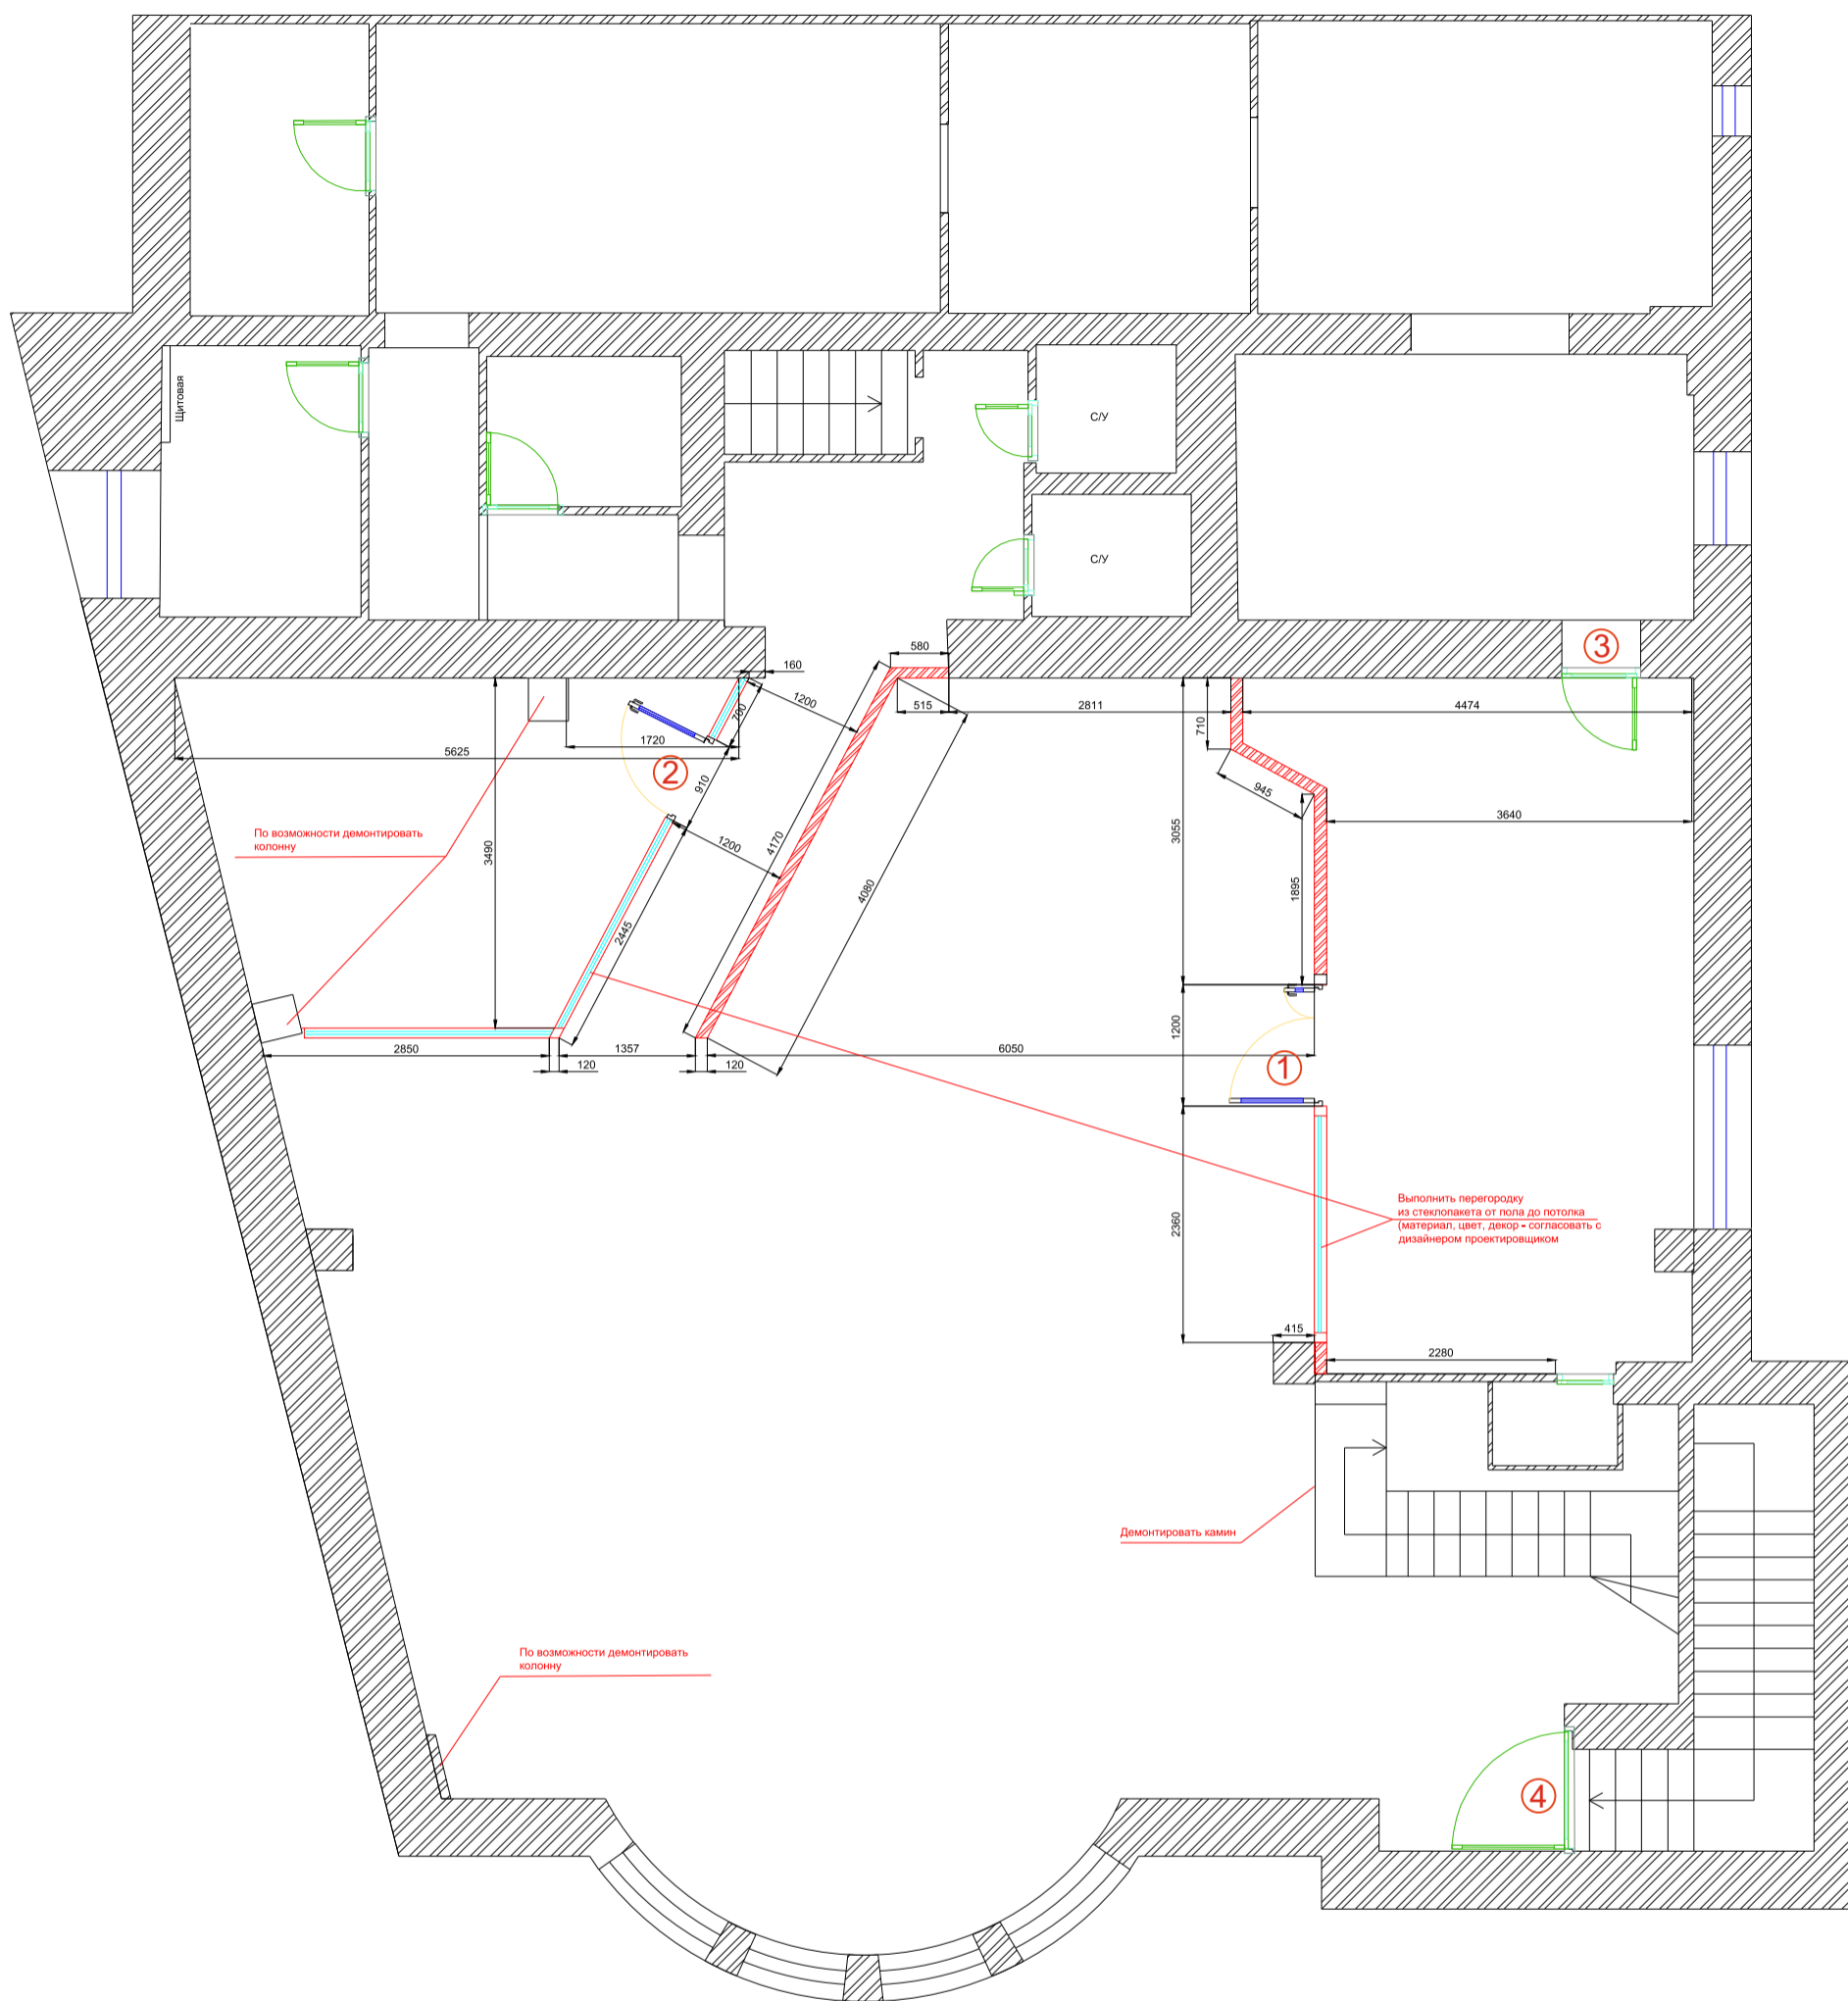 Щитовая
С/У
С/У
3
580
160
1200
700
515
2811
4474
710
1720
5625
2
910
945
3640
По возможности демонтировать
колонну
3490
4170
3055
1200
4080
1895
2445
1200
2850
1357
6050
120
120
1
Выполнить перегородку
из стеклопакета от пола до потолка
(материал, цвет, декор - согласовать с
дизайнером проектировщиком
2360
415
2280
Демонтировать камин
По возможности демонтировать
колонну
4